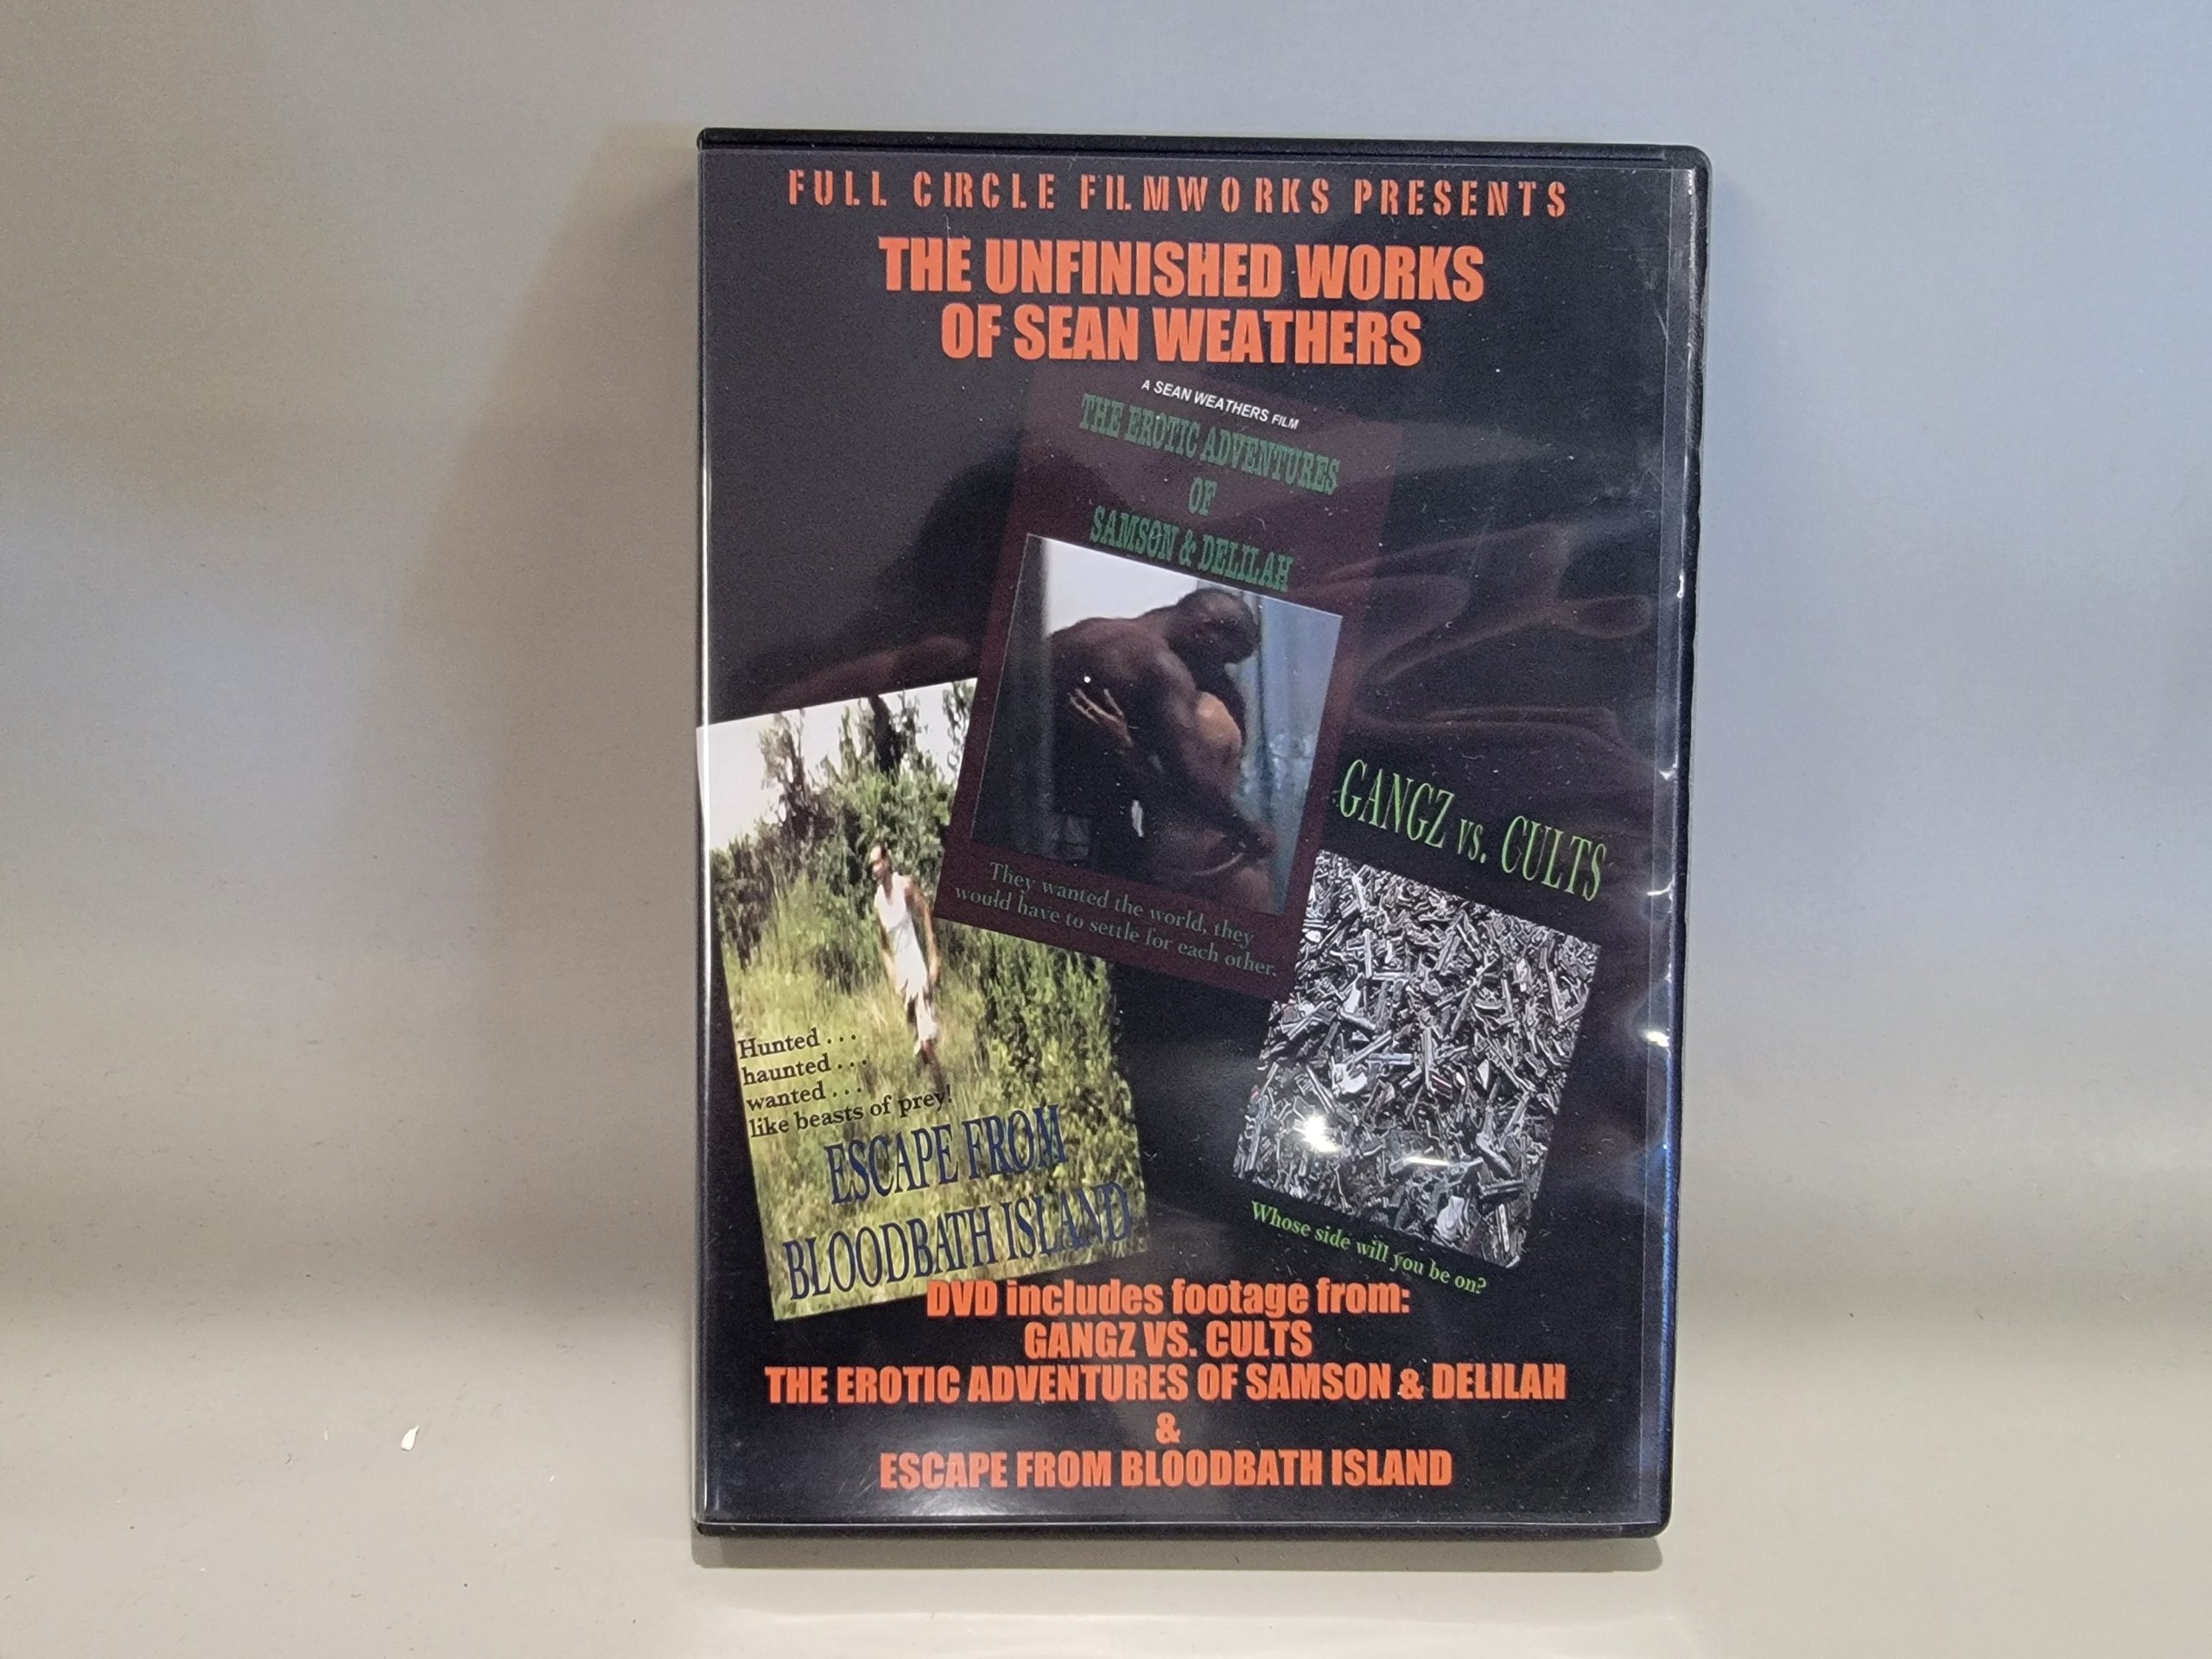 FULL CIRCLE FILMWORKS PRESENTS
THE UNFINISHED WORKS
OF SEAN WEATHERS
A SEAN WEATHERS FILM
THE EROTIC ADVENTURES
OF
SAMSON & DELILAH
They wanted the world, they
would have to settle for each other.
GANGZ vs. CULTS
Whose side will you be on?
Hunted . . .
haunted . . .
wanted . . .
like beasts of prey!
ESCAPE FROM
BLOODBATH ISLAND
DVD includes footage from:
GANGZ VS. CULTS
THE EROTIC ADVENTURES OF SAMSON & DELILAH
&
ESCAPE FROM BLOODBATH ISLAND